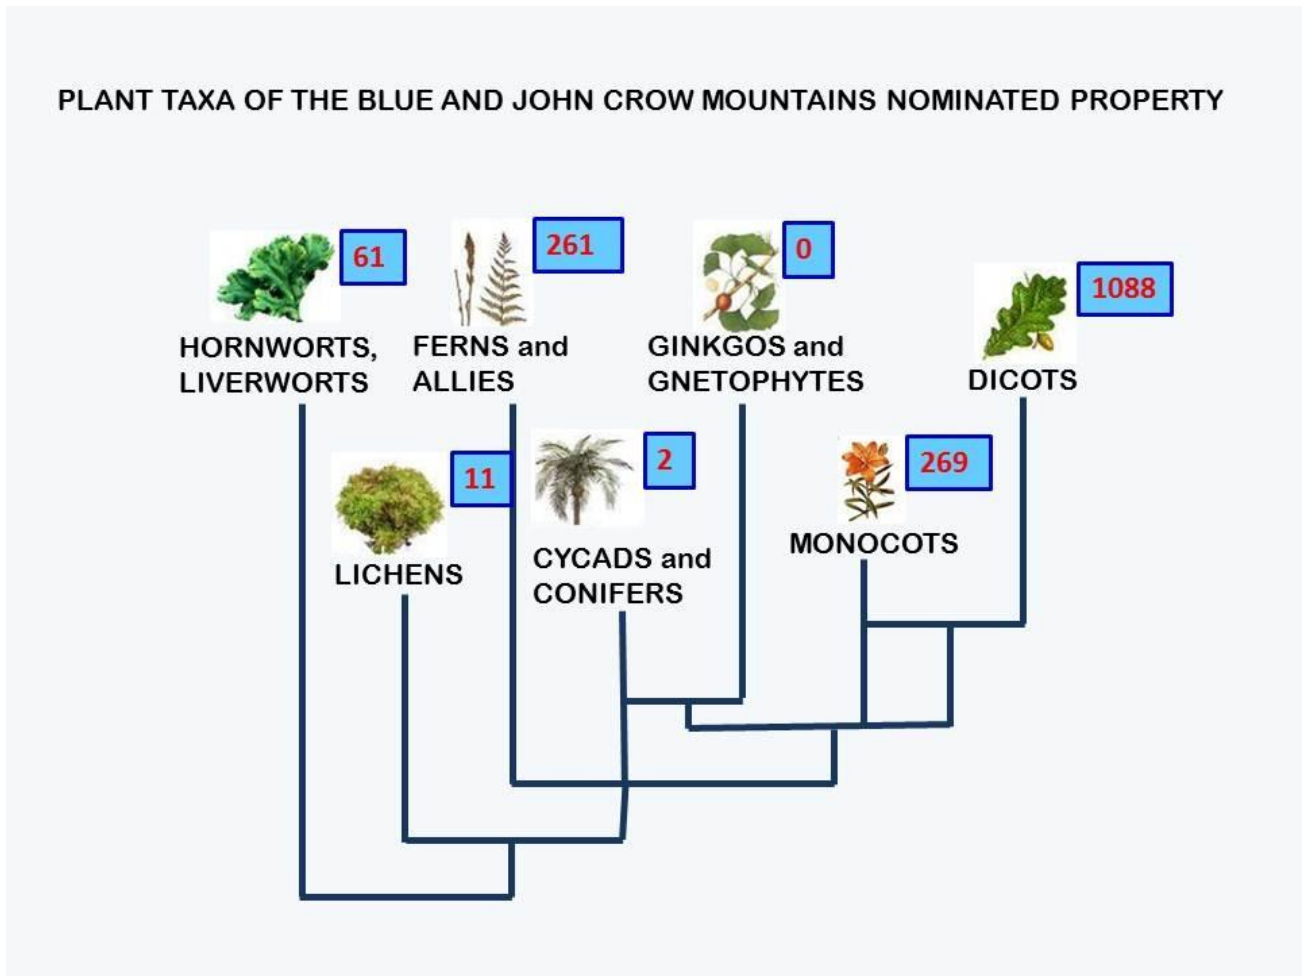 PLANT TAXA OF THE BLUE AND JOHN CROW MOUNTAINS NOMINATED PROPERTY
61
261
0
1088
HORNWORTS,
LIVERWORTS
FERNS and
ALLIES
GINKGOS and
GNETOPHYTES
DICOTS
11
2
269
LICHENS
CYCADS and
CONIFERS
MONOCOTS